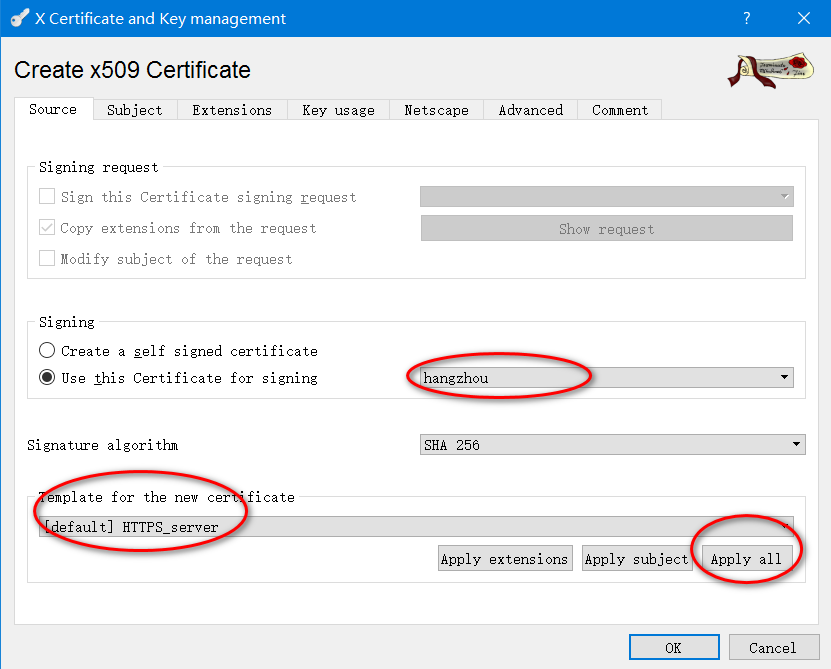 X Certificate and Key management
?
Create x509 Certificate
Source Subject Extensions Key usage Netscape Advanced Comment
Signing request
Sign this Certificate signing request
Copy extensions from the request Show request
Modify subject of the request
Signing
Create a self signed certificate
Use this Certificate for signing hangzhou
Signature algorithm SHA 256
Template for the new certificate
[default] HTTPS_server
Apply extensions Apply subject Apply all
OK Cancel